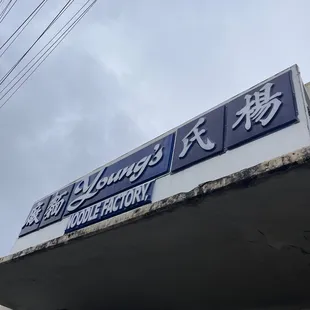 楊氏麵廠
Young's
NOODLE FACTORY,